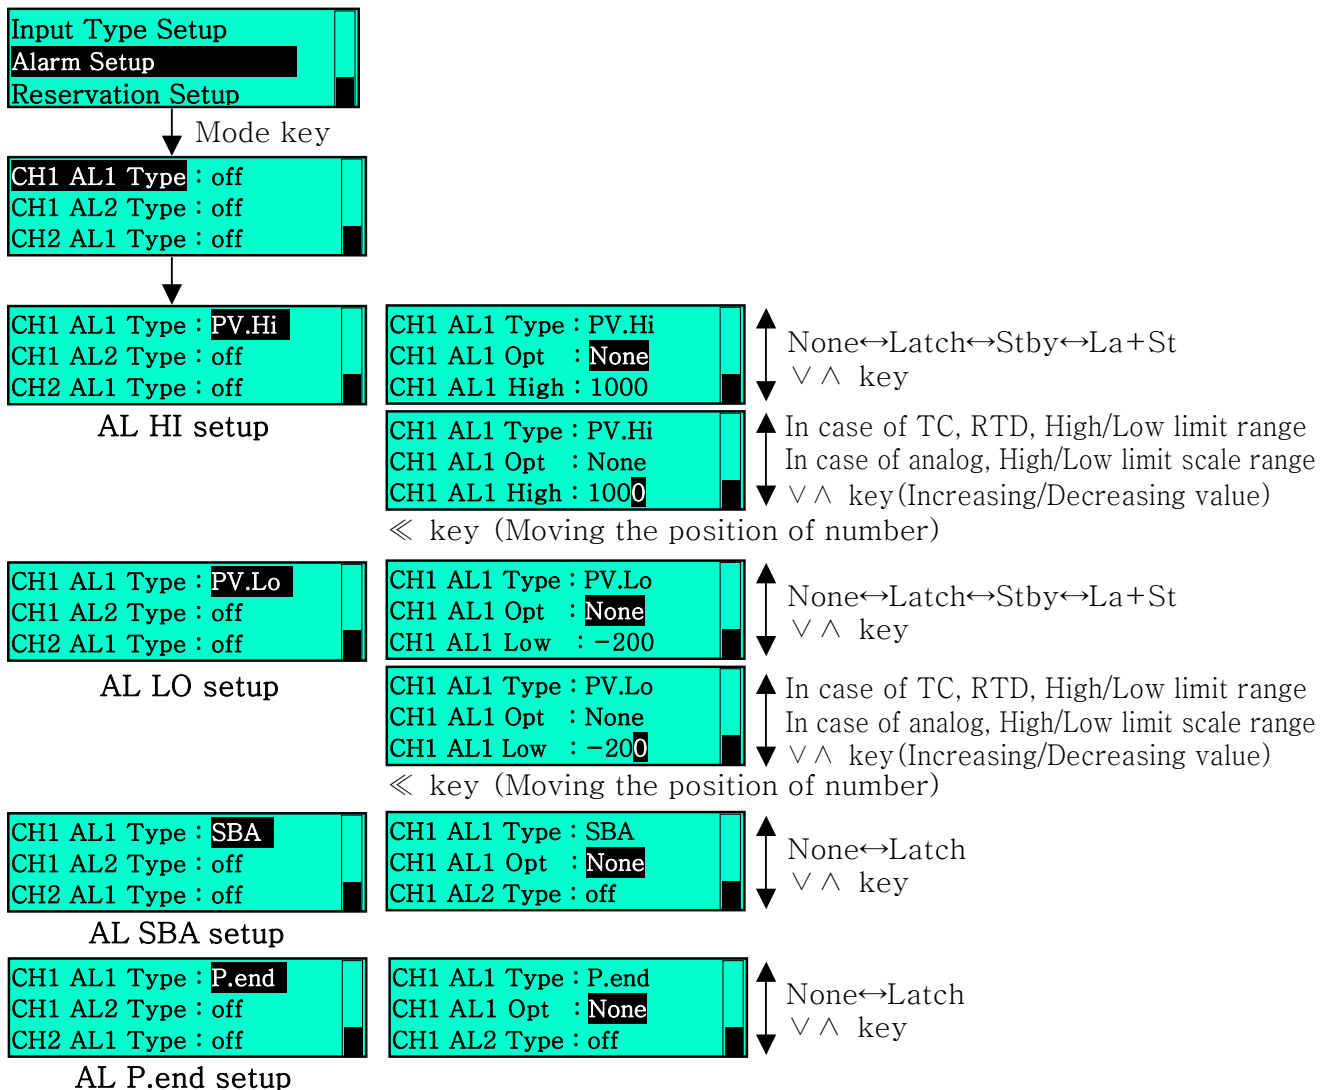 Input Type Setup
Alarm Setup
Reservation Setup
Mode key
CH1 AL1 Type : off
CH1 AL2 Type : off
CH2 AL1 Type : off
CH1 AL1 Type : PV.Hi
CH1 AL2 Type : off
CH2 AL1 Type : off
AL HI setup
CH1 AL1 Type : PV.Hi
CH1 AL1 Opt : None
CH1 AL1 High : 1000
None↔Latch↔Stby↔La+St
∨∧ key
CH1 AL1 Type : PV.Hi
CH1 AL1 Opt : None
CH1 AL1 High : 1000
In case of TC, RTD, High/Low limit range
In case of analog, High/Low limit scale range
∨∧ key(Increasing/Decreasing value)
≪ key (Moving the position of number)
CH1 AL1 Type : PV.Lo
CH1 AL2 Type : off
CH2 AL1 Type : off
AL LO setup
CH1 AL1 Type : PV.Lo
CH1 AL1 Opt : None
CH1 AL1 Low : -200
None↔Latch↔Stby↔La+St
∨∧ key
CH1 AL1 Type : PV.Lo
CH1 AL1 Opt : None
CH1 AL1 Low : -200
In case of TC, RTD, High/Low limit range
In case of analog, High/Low limit scale range
∨∧ key(Increasing/Decreasing value)
≪ key (Moving the position of number)
CH1 AL1 Type : SBA
CH1 AL2 Type : off
CH2 AL1 Type : off
AL SBA setup
CH1 AL1 Type : SBA
CH1 AL1 Opt : None
CH1 AL2 Type : off
None↔Latch
∨∧ key
CH1 AL1 Type : P.end
CH1 AL2 Type : off
CH2 AL1 Type : off
AL P.end setup
CH1 AL1 Type : P.end
CH1 AL1 Opt : None
CH1 AL2 Type : off
None↔Latch
∨∧ key